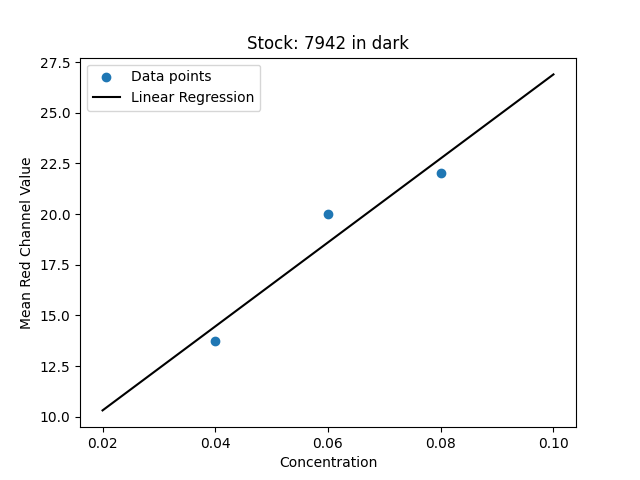 Stock: 7942 in dark
Data points
Linear Regression
27.5
25.0
22.5
20.0
17.5
15.0
12.5
10.0
Mean Red Channel Value
0.02 0.04 0.06 0.08 0.10
Concentration